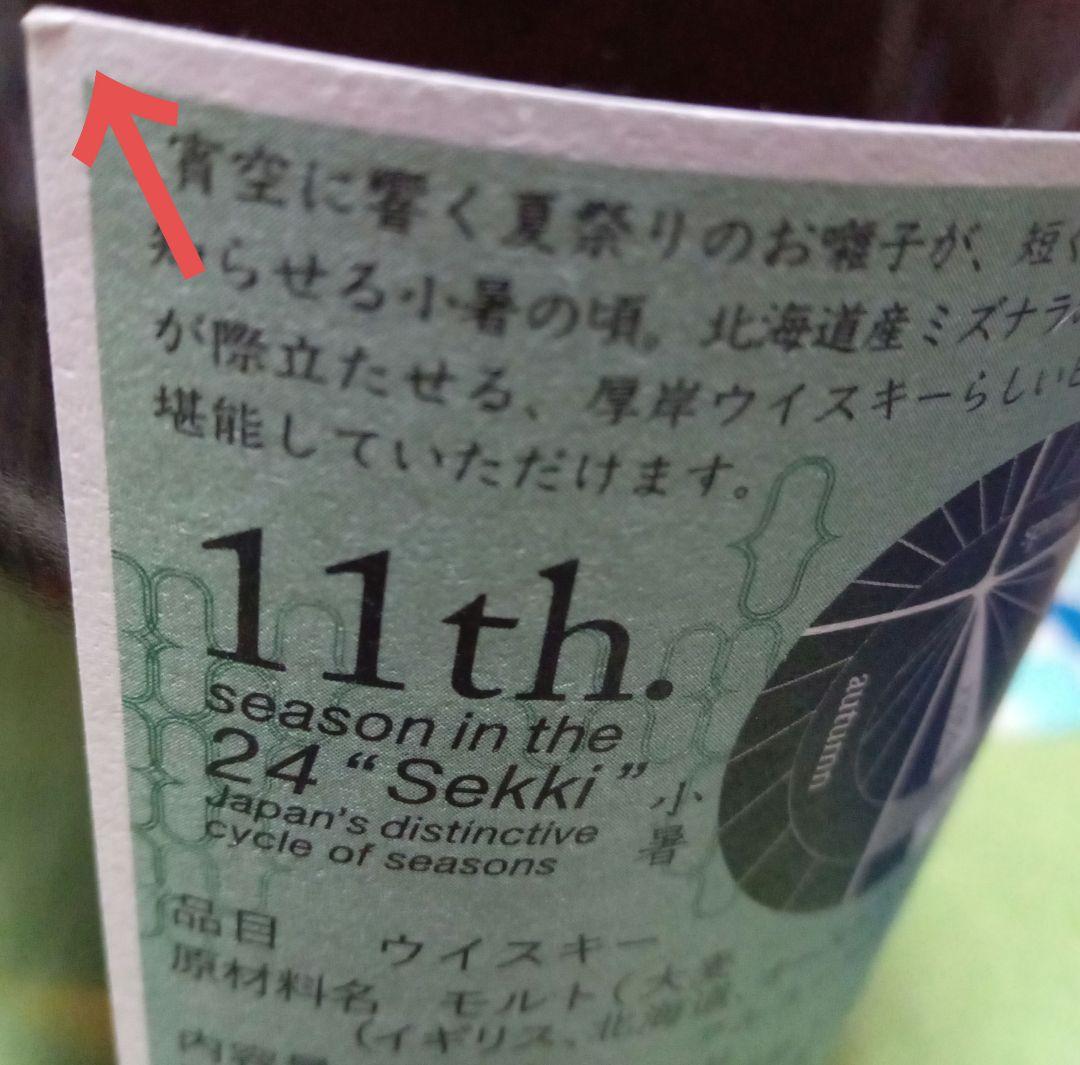 宵空に響く夏祭りのお囃子が、短く
知らせる小暑の頃。北海道産ミズナラ
が際立たせる、厚岸ウイスキーらしい
堪能していただけます。
11th.
season in the
24 “Sekki”
Japan's distinctive
cycle of seasons
小暑
autumn
品目 ウイスキー
原材料名 モルト(大麦
(イギリス、北海道、
内容量